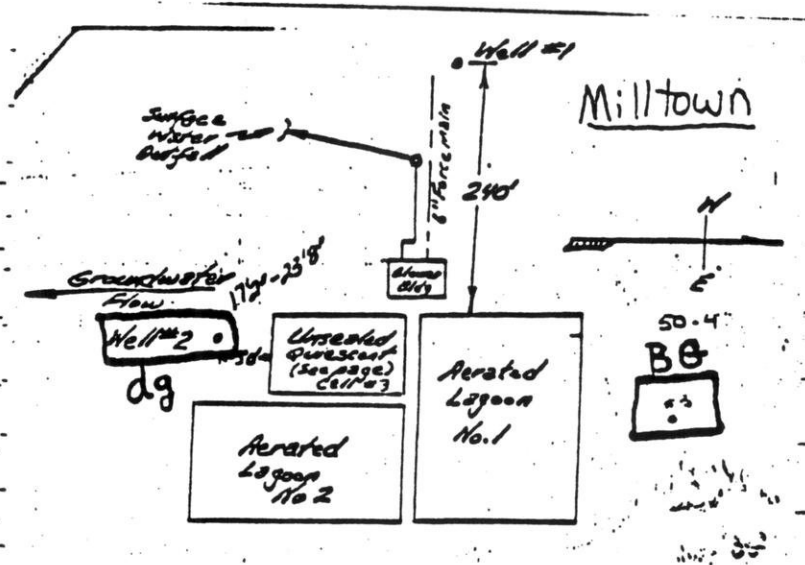 Well #1
Milltown
Surface
Water
Outfall
6" Force Main
240'
W
E
Blower
Bldg
Groundwater
Flow
Well #2
dg
Unsealed
Quiescent
(Seepage)
Cell #3
Aerated
Lagoon
No. 1
Aerated
Lagoon
No 2
50.4
BG
#3